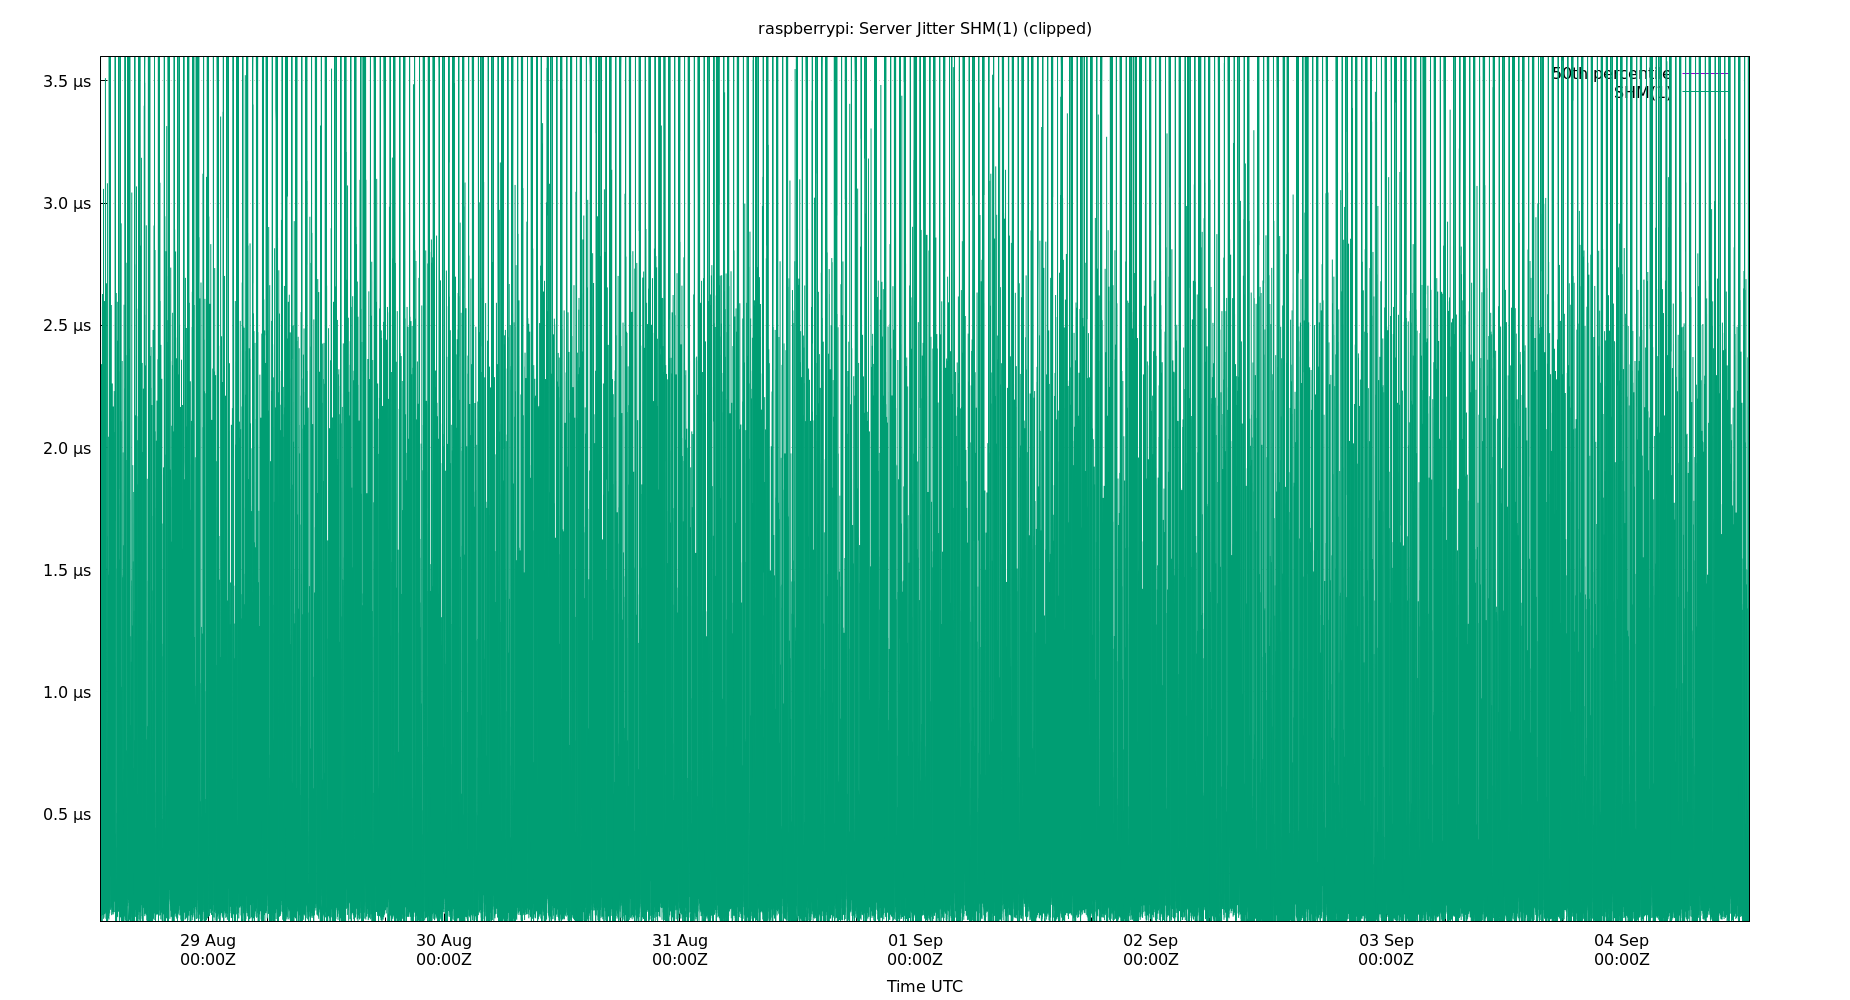 raspberrypi: Server Jitter SHM(1) (clipped)
50th percentile
SHM(1)
3.5 µs
3.0 µs
2.5 µs
2.0 µs
1.5 µs
1.0 µs
0.5 µs
29 Aug 30 Aug 31 Aug 01 Sep 02 Sep 03 Sep 04 Sep
00:00Z 00:00Z 00:00Z 00:00Z 00:00Z 00:00Z 00:00Z
Time UTC